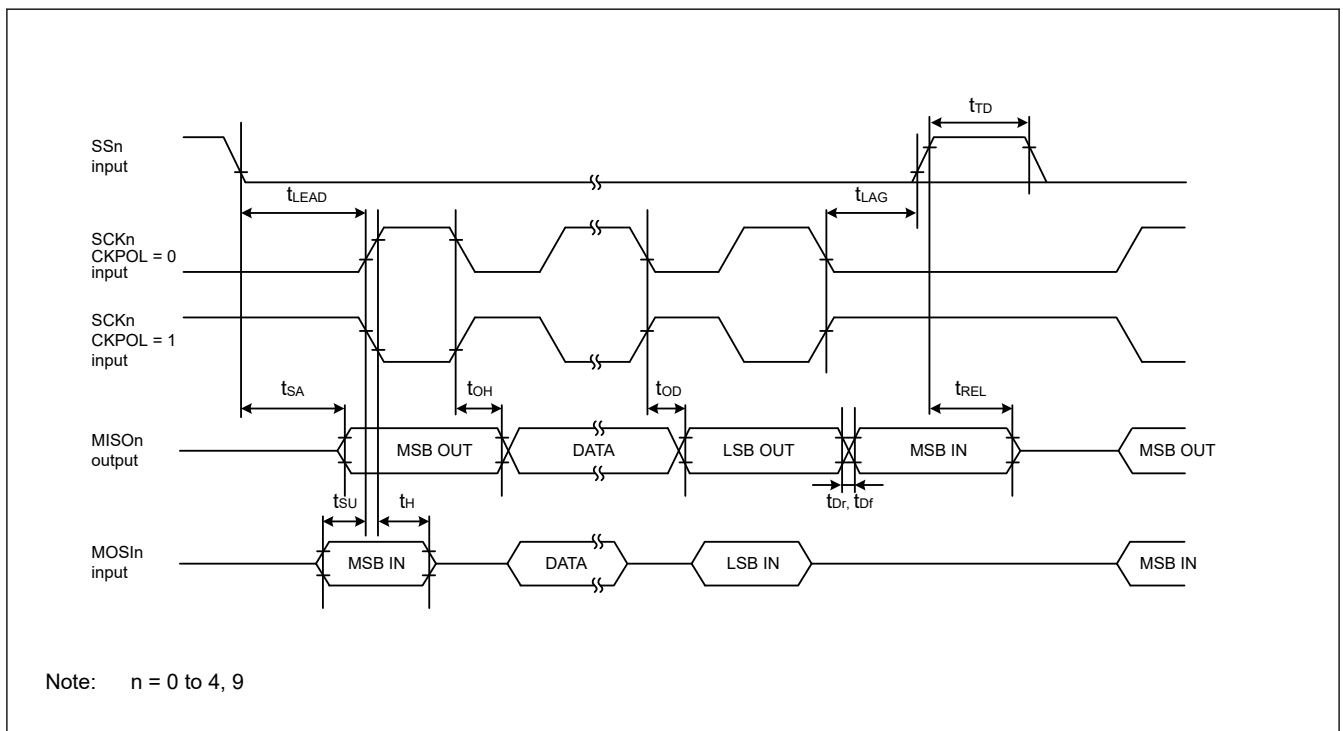 SSn
input
tTD
tLEAD
tLAG
SCKn
CKPOL = 0
input
SCKn
CKPOL = 1
input
tSA
tOH
tOD
tREL
MISOn
output
MSB OUT
DATA
LSB OUT
MSB IN
MSB OUT
tSU
tH
tDr, tDf
MOSIn
input
MSB IN
DATA
LSB IN
MSB IN
Note: n = 0 to 4, 9